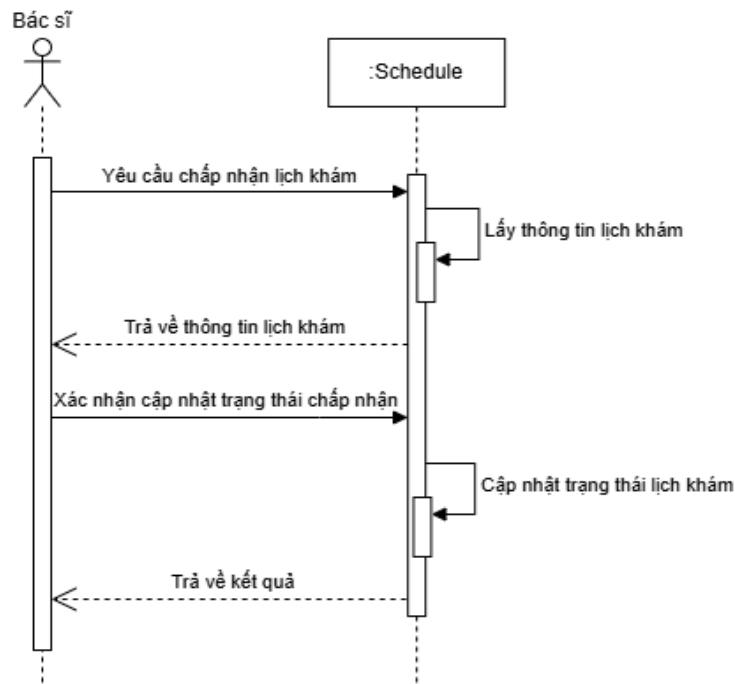 Bác sĩ
:Schedule
Yêu cầu chấp nhận lịch khám
Lấy thông tin lịch khám
Trả về thông tin lịch khám
Xác nhận cập nhật trạng thái chấp nhận
Cập nhật trạng thái lịch khám
Trả về kết quả